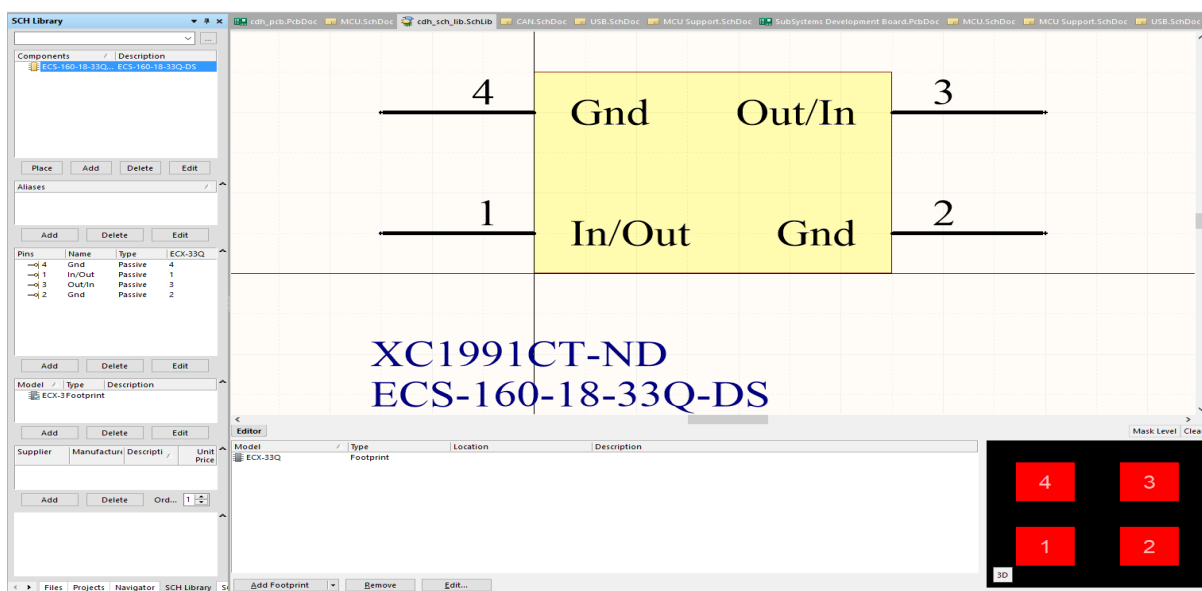 SCH Library
cdh_pcb.PcbDoc MCU.SchDoc cdh_sch_lib.SchLib CAN.SchDoc USB.SchDoc MCU Support.SchDoc SubSystems Development Board.PcbDoc MCU.SchDoc MCU Support.SchDoc USB.SchDoc
...
Components / Description
ECS-160-18-33Q... ECS-160-18-33Q-DS
Place Add Delete Edit
Aliases /
Add Delete Edit
Pins Name Type ECX-33Q
4 Gnd Passive 4
1 In/Out Passive 1
3 Out/In Passive 3
2 Gnd Passive 2
Add Delete Edit
Model / Type Description
ECX-3 Footprint
Add Delete Edit
Supplier Manufacture Descripti / Unit Price
Add Delete Ord... 1
Files Projects Navigator SCH Library
4 Gnd Out/In 3
1 In/Out Gnd 2
XC1991CT-ND
ECS-160-18-33Q-DS
Editor Mask Level Clea
Model / Type Location Description
ECX-33Q Footprint
4 3
1 2
3D
Add Footprint Remove Edit...